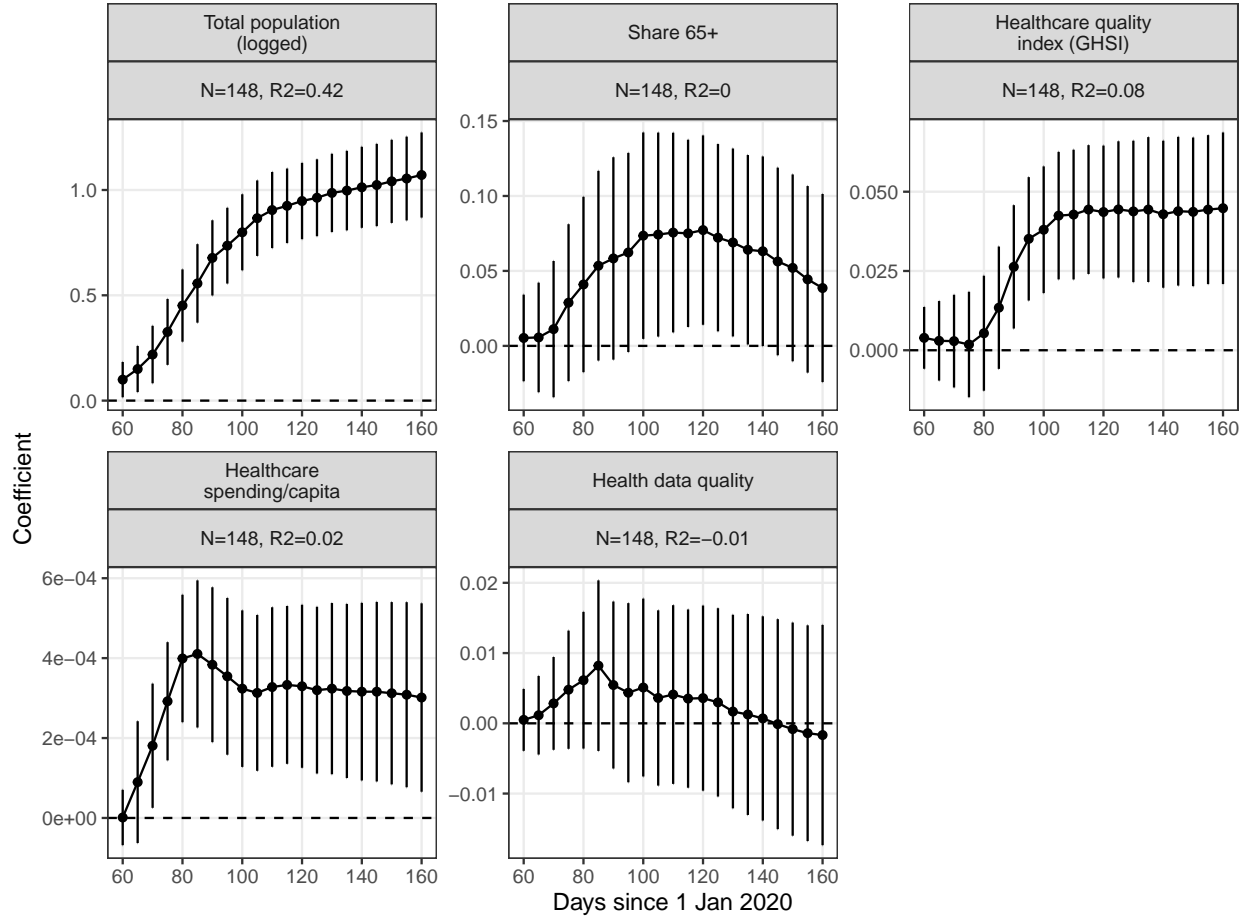 Total population
(logged)
N=148, R2=0.42
1.0
0.5
0.0
60 80 100 120 140 160
Share 65+
N=148, R2=0
0.15
0.10
0.05
0.00
60 80 100 120 140 160
Healthcare quality
index (GHSI)
N=148, R2=0.08
0.050
0.025
0.000
60 80 100 120 140 160
Healthcare
spending/capita
N=148, R2=0.02
6e−04
4e−04
2e−04
0e+00
60 80 100 120 140 160
Health data quality
N=148, R2=−0.01
0.02
0.01
0.00
−0.01
60 80 100 120 140 160
Coefficient
Days since 1 Jan 2020